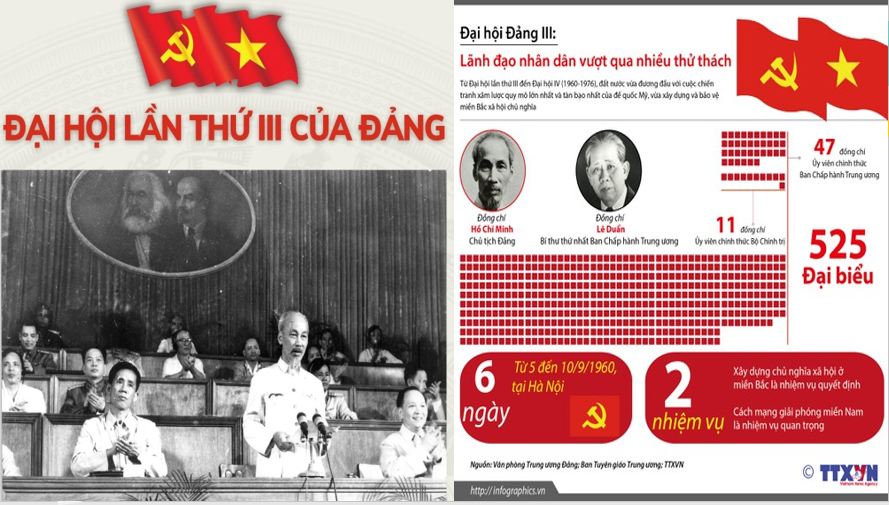 ĐẠI HỘI LẦN THỨ III CỦA ĐẢNG
Đại hội Đảng III:
Lãnh đạo nhân dân vượt qua nhiều thử thách
Từ Đại hội lần thứ III đến Đại hội IV (1960-1976), đất nước vừa đương đầu với cuộc chiến
tranh xâm lược quy mô lớn nhất và tàn bạo nhất của đế quốc Mỹ, vừa xây dựng và bảo vệ
miền Bắc xã hội chủ nghĩa
47 đồng chí
Ủy viên chính thức
Ban Chấp hành Trung ương
Đồng chí
Hồ Chí Minh
Chủ tịch Đảng
Đồng chí
Lê Duẩn
Bí thư thứ nhất Ban Chấp hành Trung ương
11 đồng chí
Ủy viên chính thức Bộ Chính trị
525
Đại biểu
6
ngày
Từ 5 đến 10/9/1960,
tại Hà Nội
2
nhiệm vụ
Xây dựng chủ nghĩa xã hội ở
miền Bắc là nhiệm vụ quyết định
Cách mạng giải phóng miền Nam
là nhiệm vụ quan trọng
Nguồn: Văn phòng Trung ương Đảng; Ban Tuyên giáo Trung ương; TTXVN
© TTXVN
Vietnam News Agency
http://infographics.vn